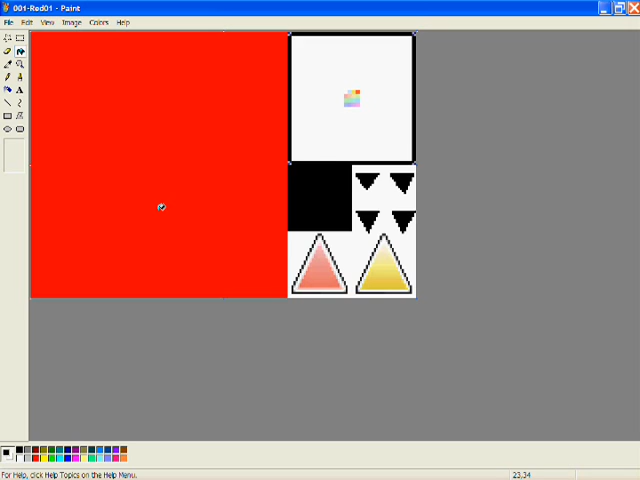 001-Red01 - Paint
File Edit View Image Colors Help
A
For Help, click Help Topics on the Help Menu.
23,34